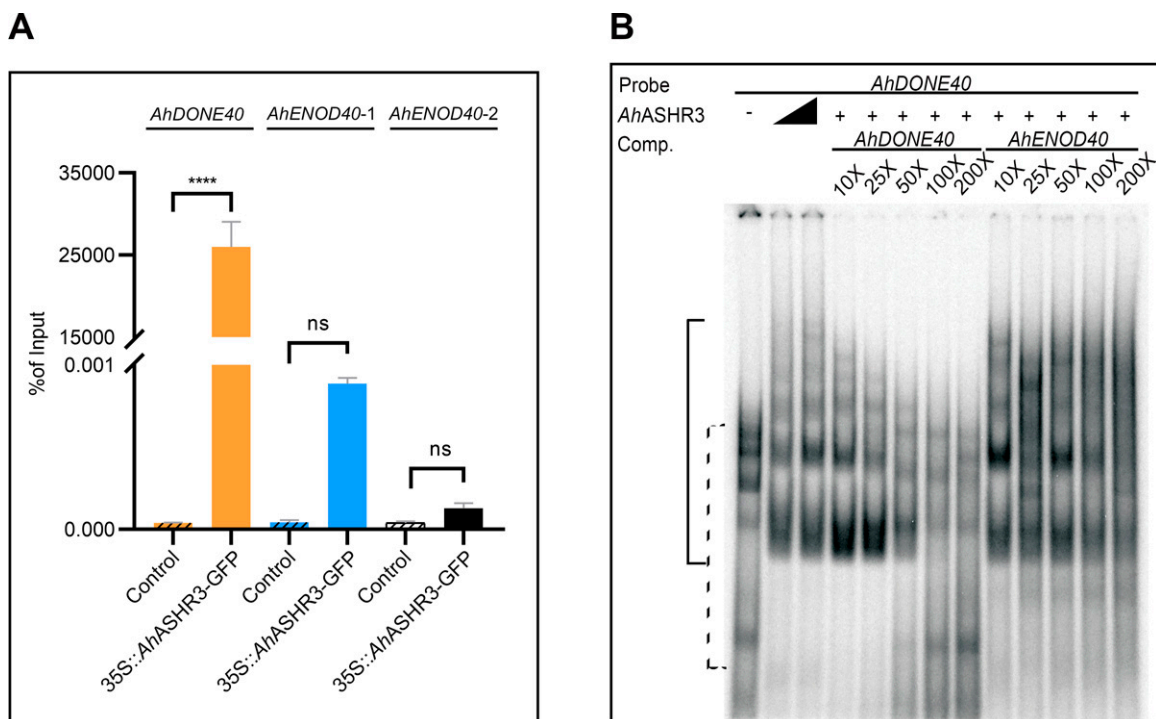 A
AhDONE40 AhENOD40-1 AhENOD40-2
35000
****
25000
15000
ns
0.001
ns
0.000
%of Input
Control
35S::AhASHR3-GFP
Control
35S::AhASHR3-GFP
Control
35S::AhASHR3-GFP
B
Probe AhDONE40
AhASHR3 - + + + + + + + + + +
Comp. AhDONE40 AhENOD40
10X 25X 50X 100X 200X 10X 25X 50X 100X 200X